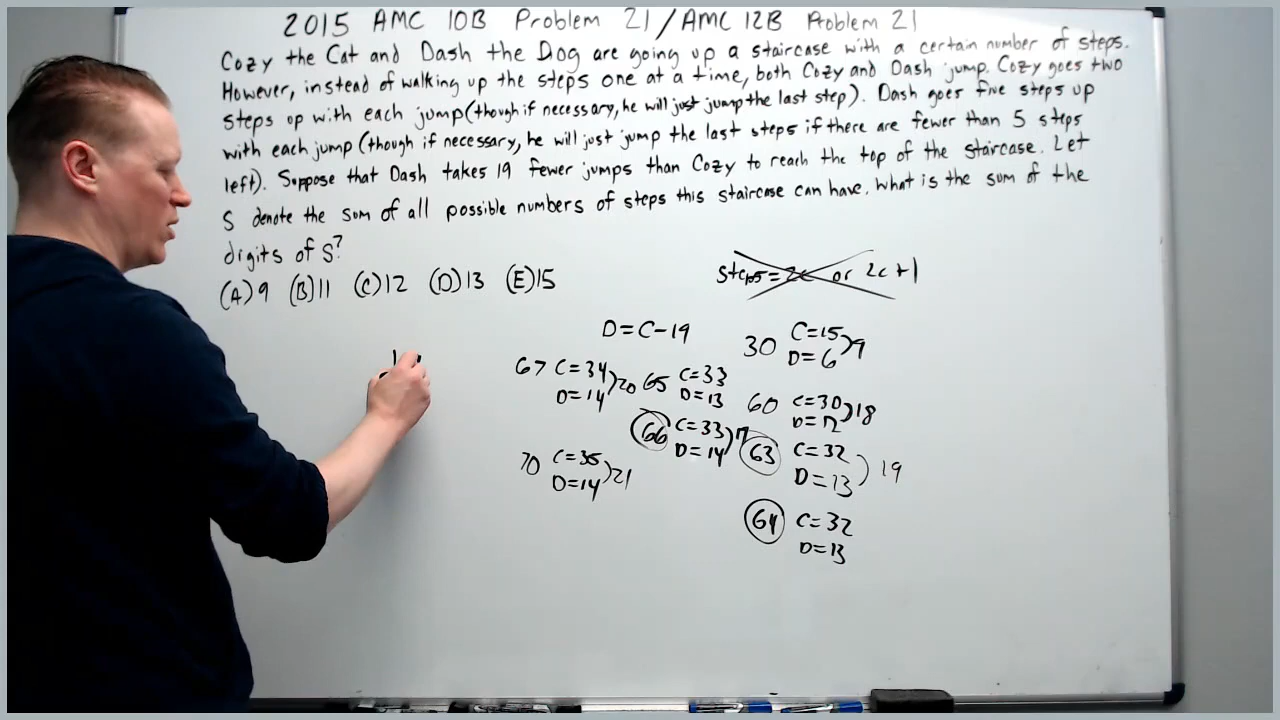 2015 AMC 10B Problem 21/AMC 12B Problem 21
Cozy the Cat and Dash the Dog are going up a staircase with a certain number of steps.
However, instead of walking up the steps one at a time, both Cozy and Dash jump. Cozy goes two
steps up with each jump (though if necessary, he will just jump the last step). Dash goes five steps up
with each jump (though if necessary, he will just jump the last steps if there are fewer than 5 steps
left). Suppose that Dash takes 19 fewer jumps than Cozy to reach the top of the staircase. Let
S denote the sum of all possible numbers of steps this staircase can have. What is the sum of the
digits of S?
(A) 9 (B) 11 (C) 12 (D) 13 (E) 15
Steps = 2c or 2c+1
D=C-19
30 C=15 D=6 )9
67 C=34 D=14 )20
65 C=33 D=13
60 C=30 D=12 )18
66 C=33 D=14
63 C=32 D=13 )19
70 C=35 D=14 )21
64 C=32 D=13